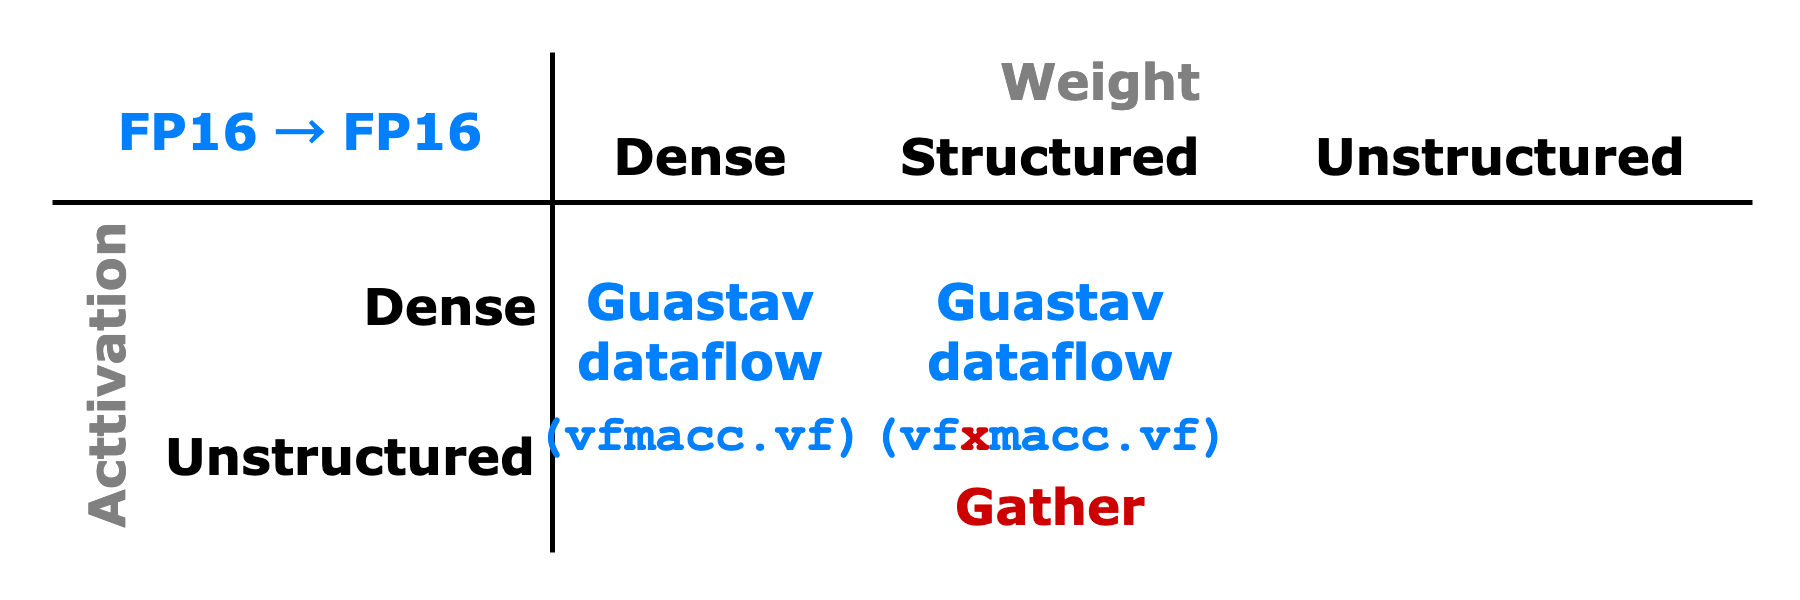 Weight
FP16 → FP16
Dense Structured Unstructured
Acttivation
Dense
Guastav Guastav
dataflow dataflow
Unstructured
(vfmacc.vf) (vfxmacc.vf)
Gather